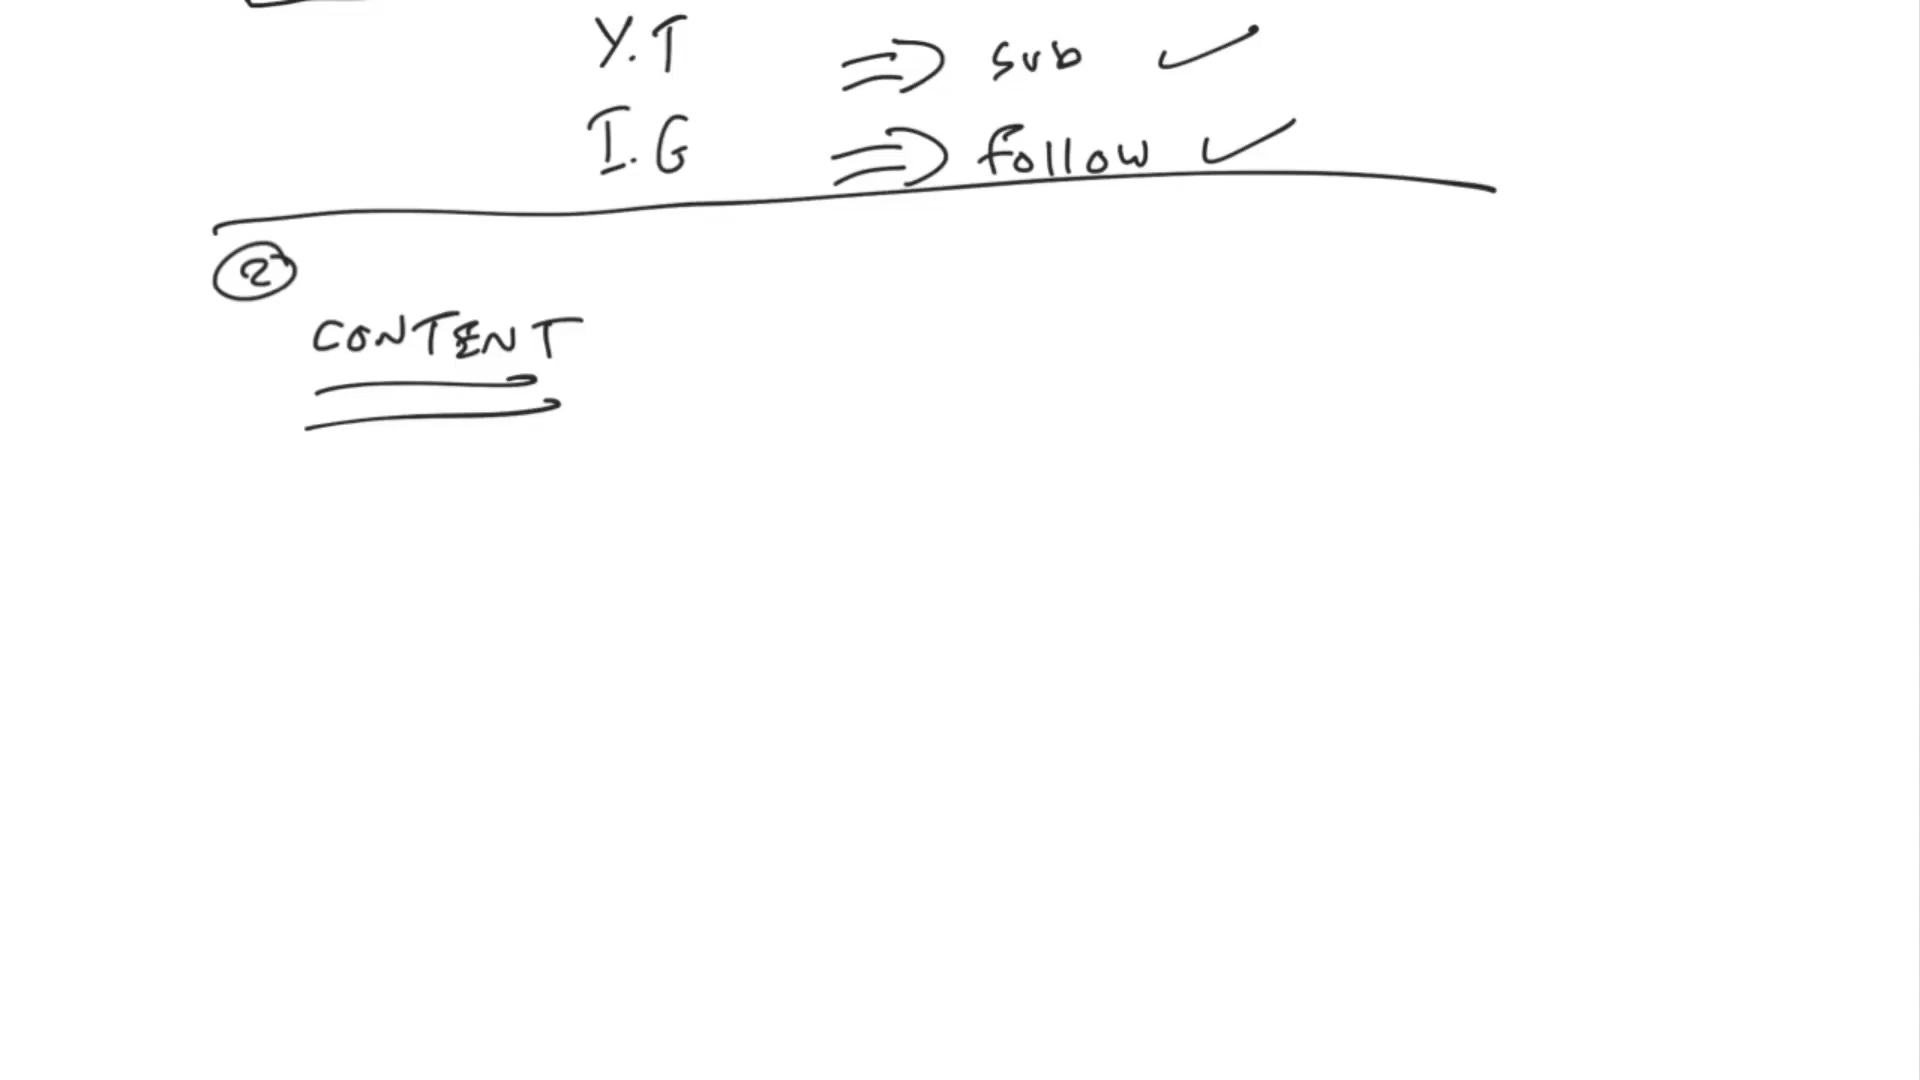 Y.T ⇒ sub ✓
I.G ⇒ follow ✓
2
CONTENT